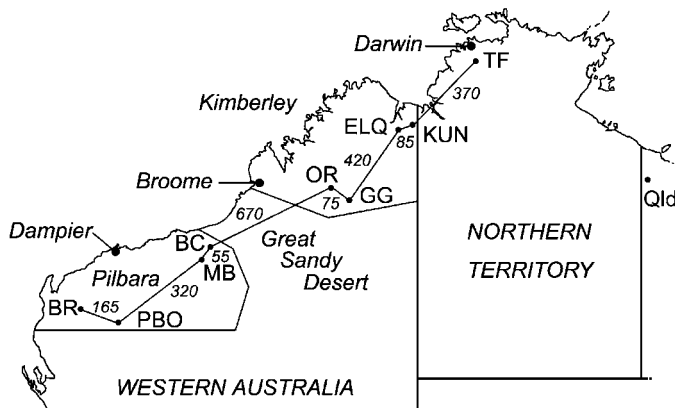 Darwin
TF
370
Kimberley
ELQ
KUN
85
420
OR
Broome
75
GG
Qld
670
Dampier
BC
Great
Sandy
Desert
NORTHERN
TERRITORY
55
MB
Pilbara
320
BR
165
PBO
WESTERN AUSTRALIA